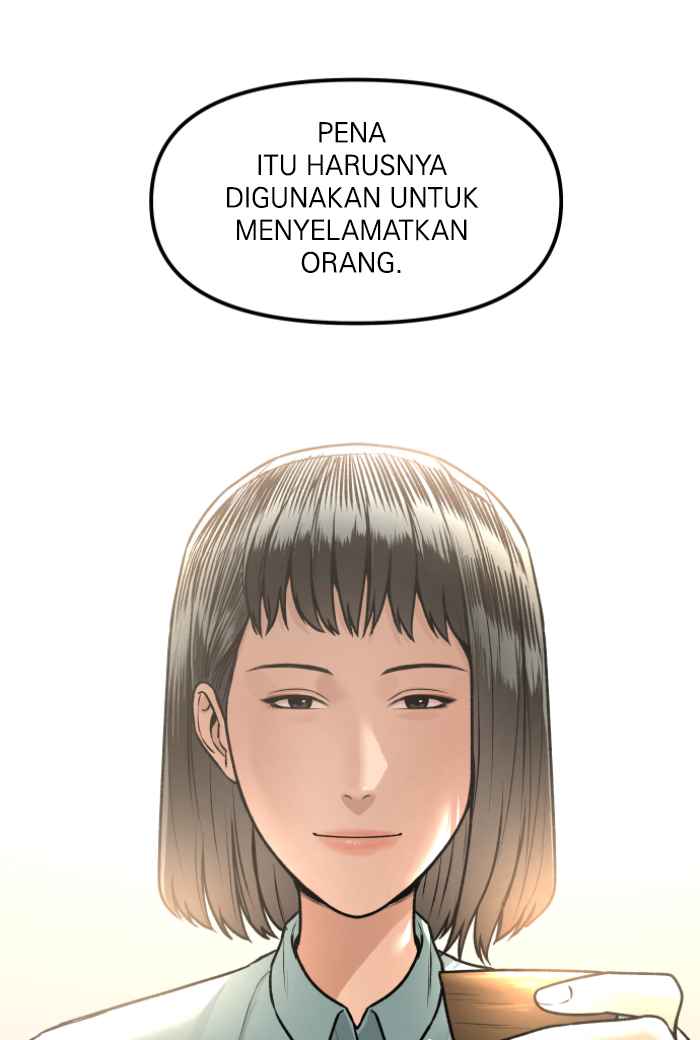 PENA
ITU HARUSNYA
DIGUNAKAN UNTUK
MENYELAMATKAN
ORANG.